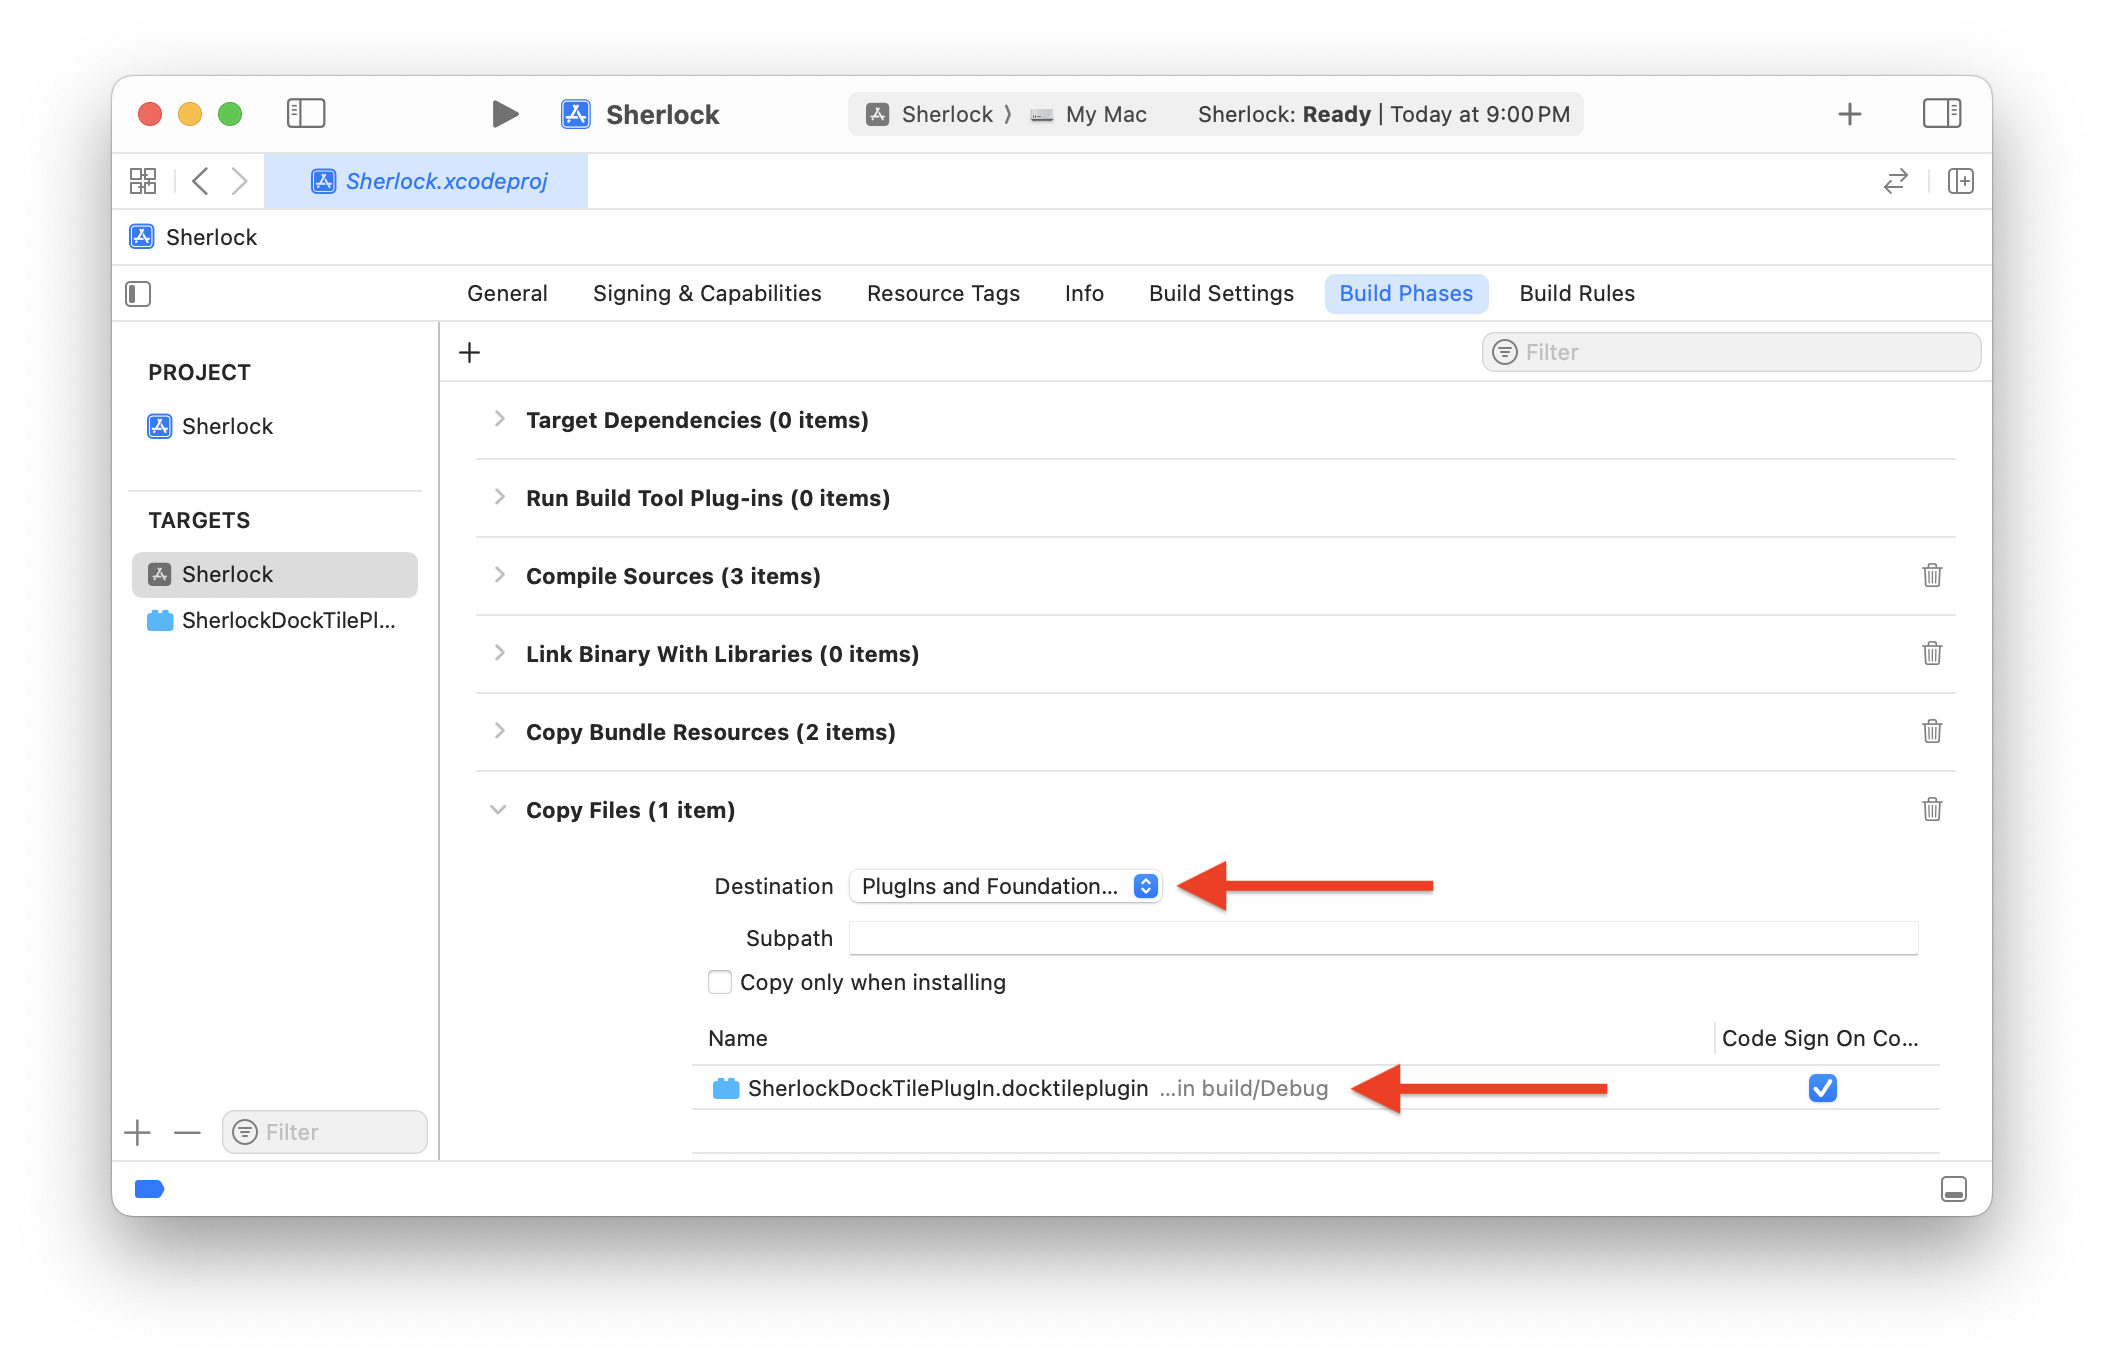 Sherlock
Sherlock 〉 My Mac
Sherlock: Ready | Today at 9:00 PM
Sherlock.xcodeproj
Sherlock
General Signing & Capabilities Resource Tags Info Build Settings Build Phases Build Rules
PROJECT
Sherlock
TARGETS
Sherlock
SherlockDockTilePl...
Filter
Filter
Target Dependencies (0 items)
Run Build Tool Plug-ins (0 items)
Compile Sources (3 items)
Link Binary With Libraries (0 items)
Copy Bundle Resources (2 items)
Copy Files (1 item)
Destination PlugIns and Foundation...
Subpath
Copy only when installing
Name Code Sign On Co...
SherlockDockTilePlugIn.docktileplugin ...in build/Debug